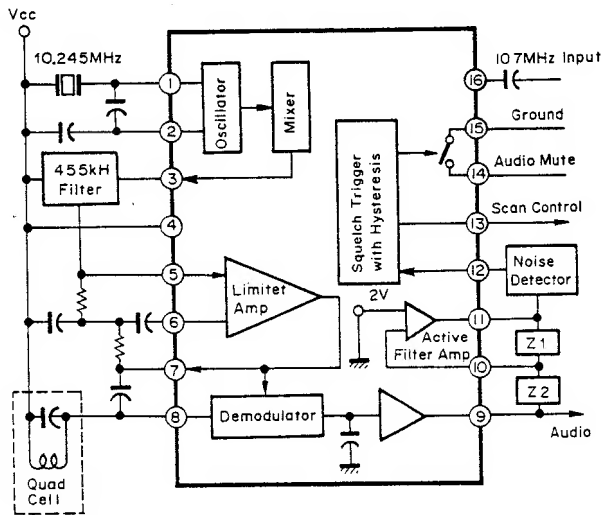 Vcc
10.245MHz
1
2
455kH
Filter
3
4
5
6
7
8
Quad
Cell
Oscillator
Mixer
Limitet
Amp
Demodulator
Squelch Trigger
with Hysteresis
2V
Active
Filter Amp
16
10.7MHz Input
15
Ground
14
Audio Mute
13
Scan Control
12
Noise
Detector
11
Z1
10
Z2
9
Audio